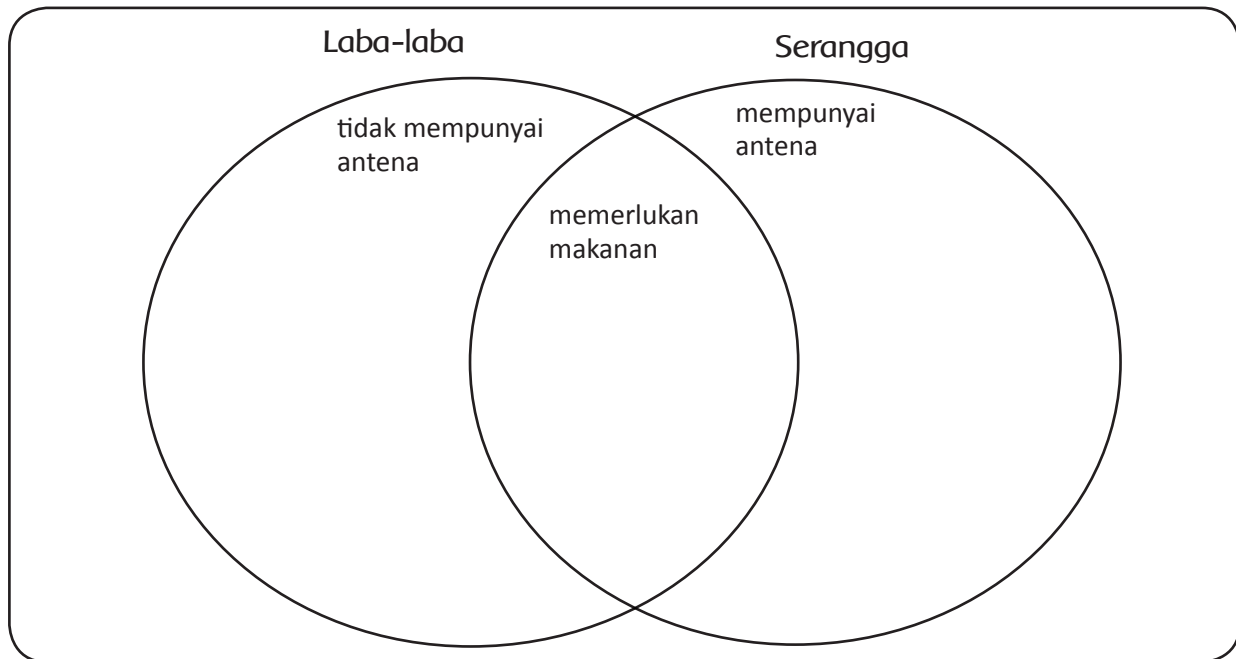 Laba-laba
Serangga
tidak mempunyai
antena
memerlukan
makanan
mempunyai
antena